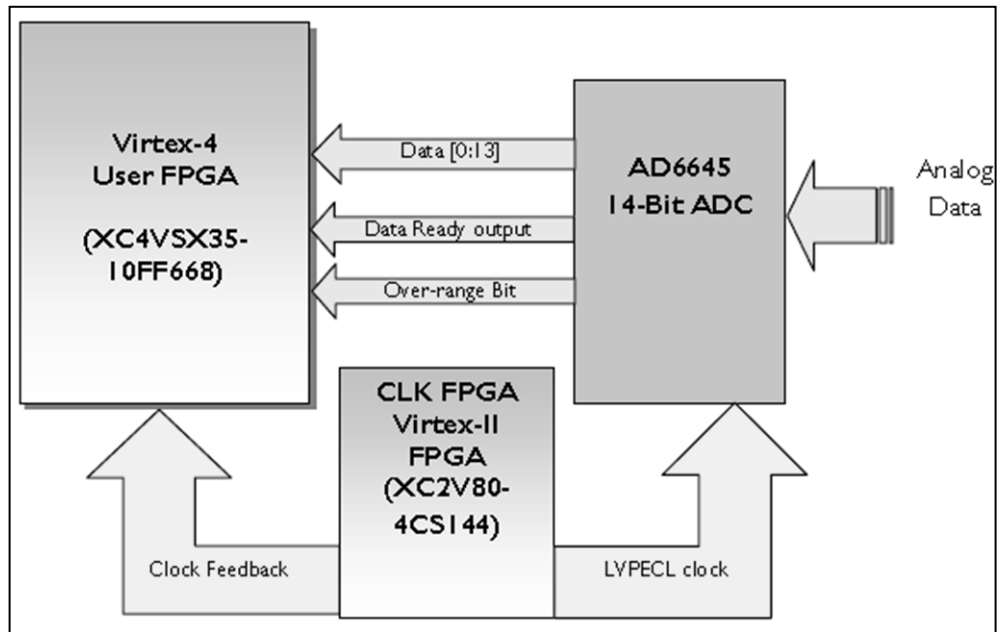 Virtex-4
User FPGA
(XC4VSX35-
10FF668)
Data [0:13]
Data Ready output
Over-range Bit
AD6645
14-Bit ADC
Analog
Data
CLK FPGA
Virtex-II
FPGA
(XC2V80-
4CS144)
Clock Feedback
LVPECL clock